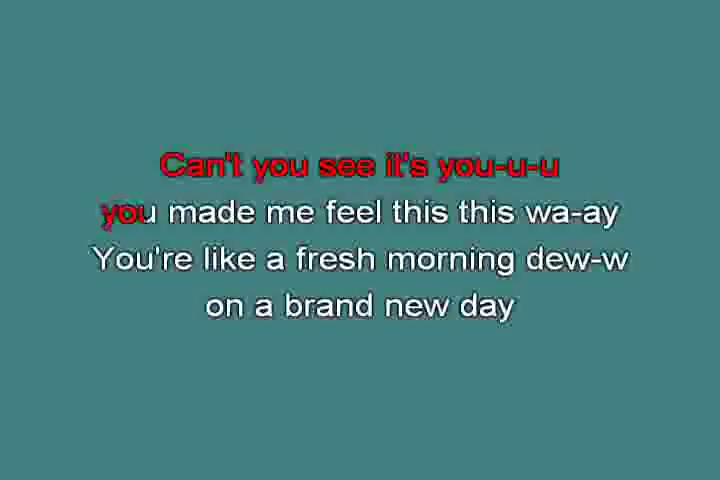 Can't you see it's you-u-u
you made me feel this this wa-ay
You're like a fresh morning dew-w
on a brand new day